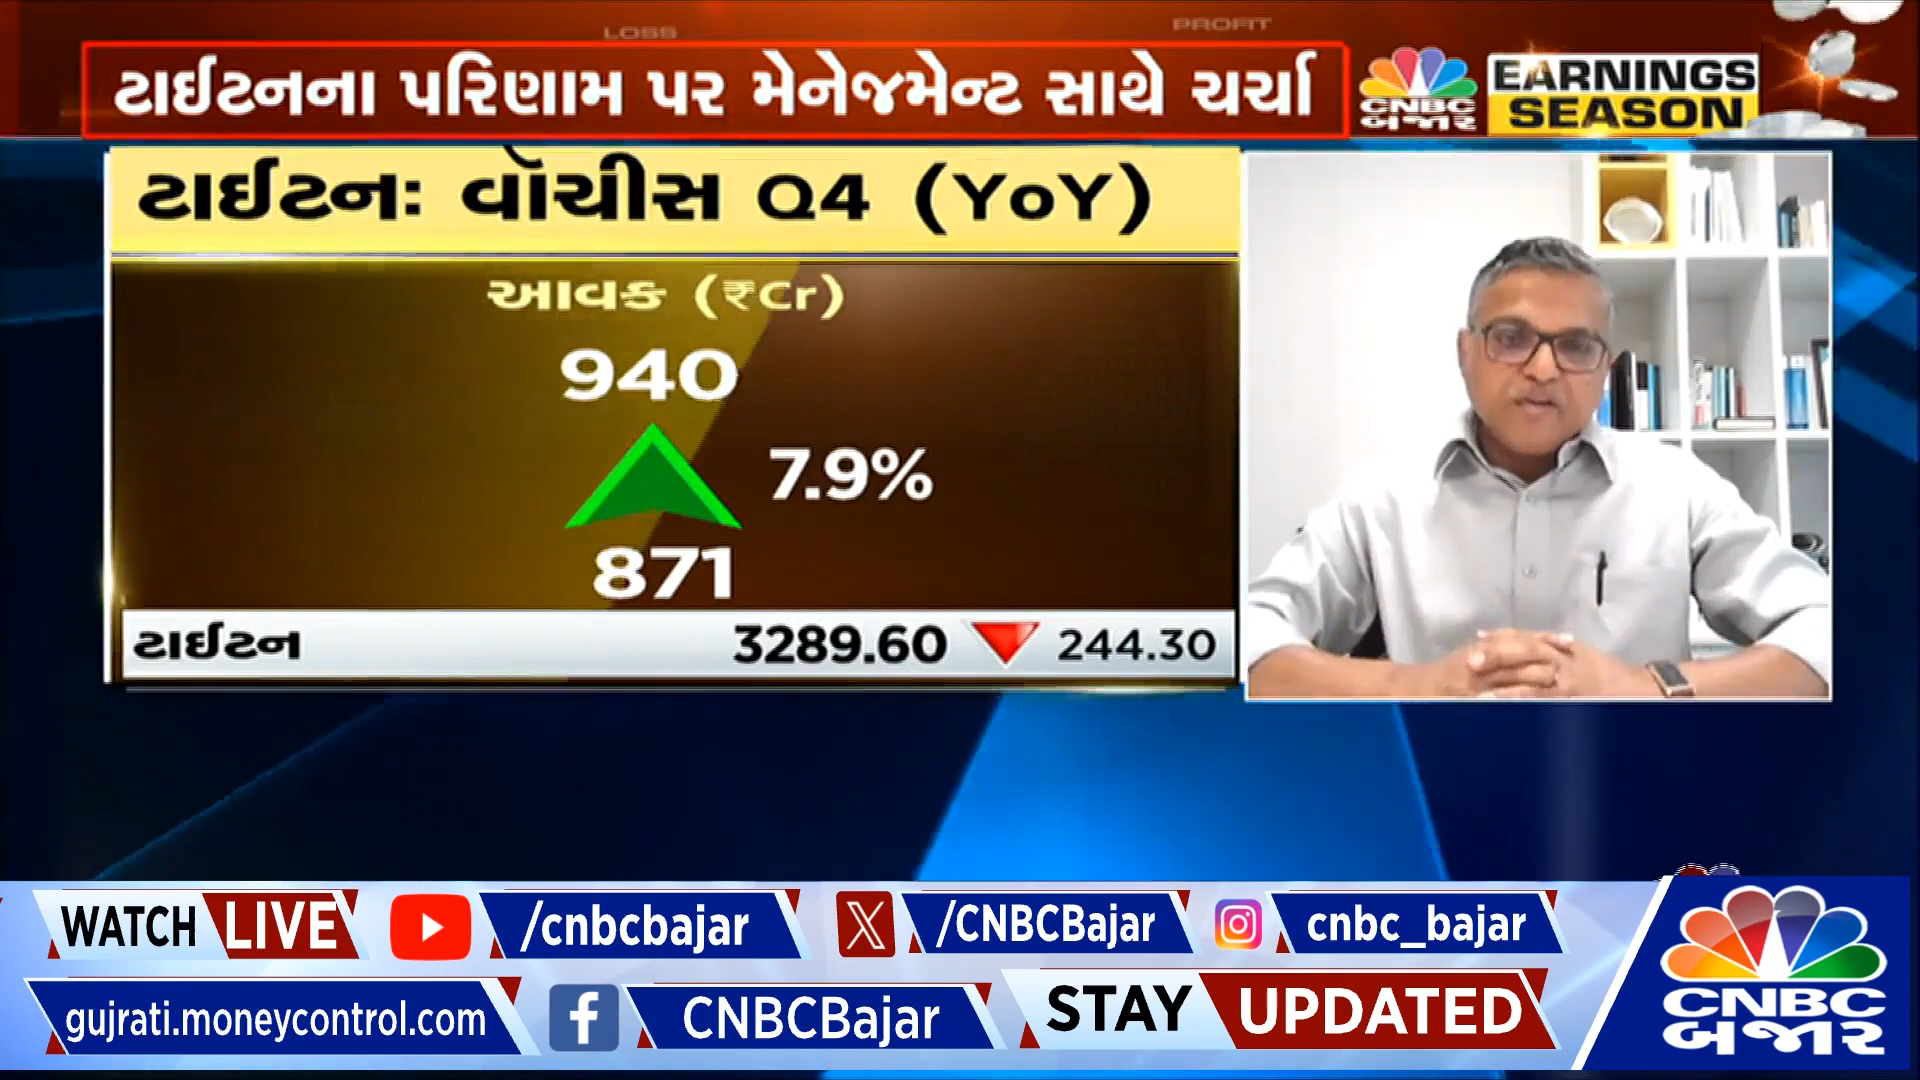 LOSS
PROFIT
ટાઈટનના પરિણામ પર મેનેજમેન્ટ સાથે ચર્ચા
CNBC
બજાર
EARNINGS
SEASON
ટાઈટનઃ વૉચીસ Q4 (YoY)
આવક (₹Cr)
940
7.9%
871
ટાઈટન 3289.60 244.30
WATCH LIVE /cnbcbajar /CNBCBajar cnbc_bajar
gujrati.moneycontrol.com CNBCBajar STAY UPDATED
CNBC
બજાર